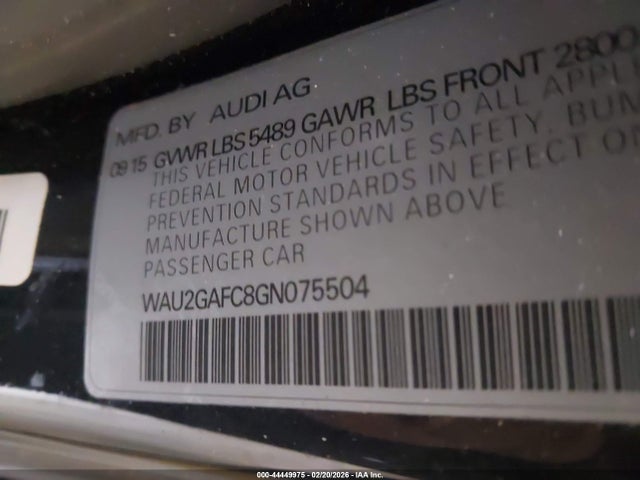 MFD. BY AUDI AG
09 15 GVWR LBS 5489 GAWR LBS FRONT 2800
THIS VEHICLE CONFORMS TO ALL
FEDERAL MOTOR VEHICLE SAFETY.
PREVENTION STANDARDS IN EFFECT
MANUFACTURE SHOWN ABOVE
PASSENGER CAR
WAU2GAFC8GN075504
000-44449975 - 02/20/2026 - IAA Inc.